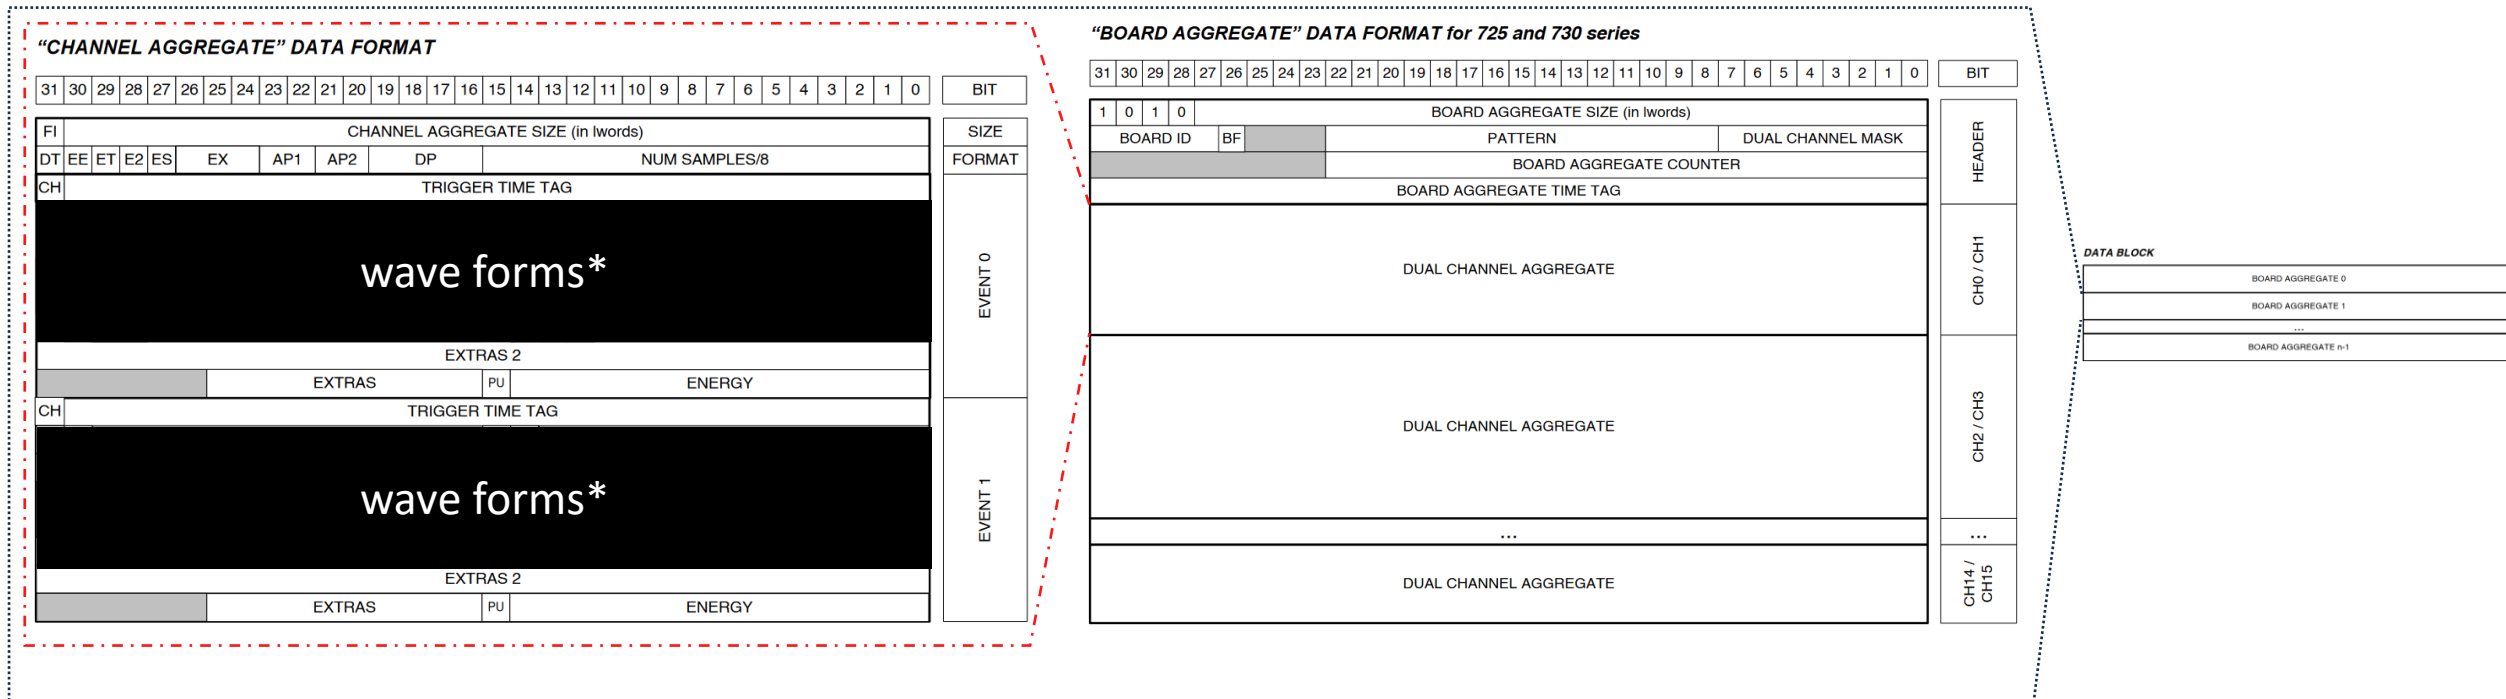 “CHANNEL AGGREGATE” DATA FORMAT
31 30 29 28 27 26 25 24 23 22 21 20 19 18 17 16 15 14 13 12 11 10 9 8 7 6 5 4 3 2 1 0 BIT
FI CHANNEL AGGREGATE SIZE (in lwords) SIZE
DT EE ET E2 ES EX AP1 AP2 DP NUM SAMPLES/8 FORMAT
CH TRIGGER TIME TAG
wave forms*
EVENT 0
EXTRAS 2
EXTRAS PU ENERGY
CH TRIGGER TIME TAG
wave forms*
EVENT 1
EXTRAS 2
EXTRAS PU ENERGY
“BOARD AGGREGATE” DATA FORMAT for 725 and 730 series
31 30 29 28 27 26 25 24 23 22 21 20 19 18 17 16 15 14 13 12 11 10 9 8 7 6 5 4 3 2 1 0 BIT
1 0 1 0 BOARD AGGREGATE SIZE (in lwords)
BOARD ID BF PATTERN DUAL CHANNEL MASK
BOARD AGGREGATE COUNTER
BOARD AGGREGATE TIME TAG
HEADER
DUAL CHANNEL AGGREGATE
CH0 / CH1
DUAL CHANNEL AGGREGATE
CH2 / CH3
... ...
DUAL CHANNEL AGGREGATE
CH14 /
CH15
DATA BLOCK
BOARD AGGREGATE 0
BOARD AGGREGATE 1
...
BOARD AGGREGATE n-1